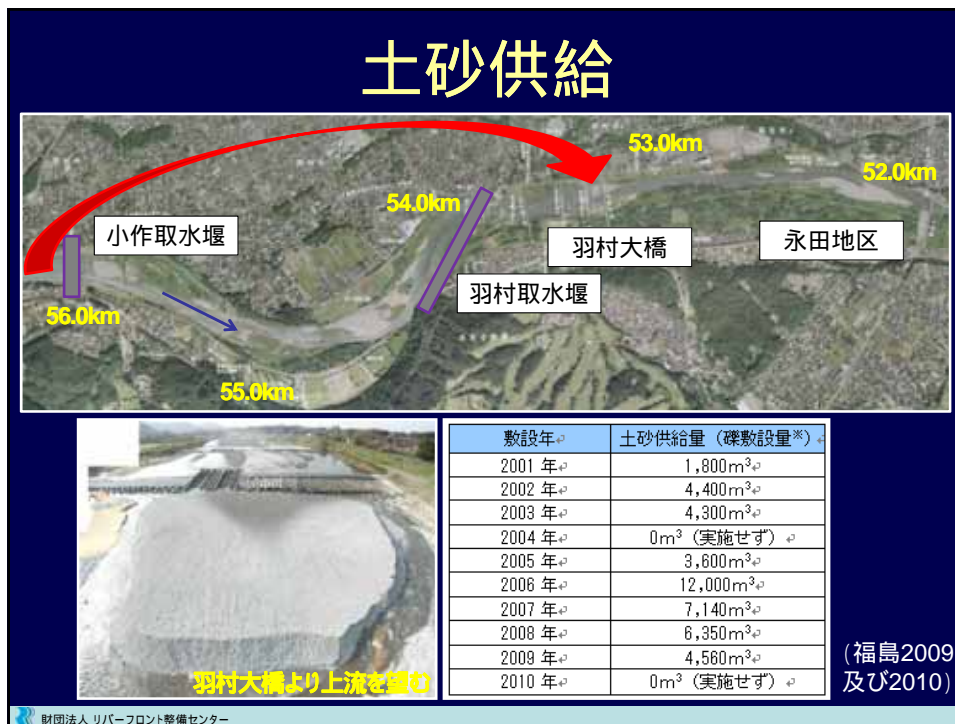 土砂供給
53.0km
52.0km
54.0km
小作取水堰
羽村大橋
永田地区
羽村取水堰
56.0km
55.0km
敷設年 土砂供給量（礫敷設量※）
2001 年 1,800m³
2002 年 4,400m³
2003 年 4,300m³
2004 年 0m³（実施せず）
2005 年 3,600m³
2006 年 12,000m³
2007 年 7,140m³
2008 年 6,350m³
2009 年 4,560m³
2010 年 0m³（実施せず）
羽村大橋より上流を望む
(福島2009
及び2010)
財団法人 リバーフロント整備センター